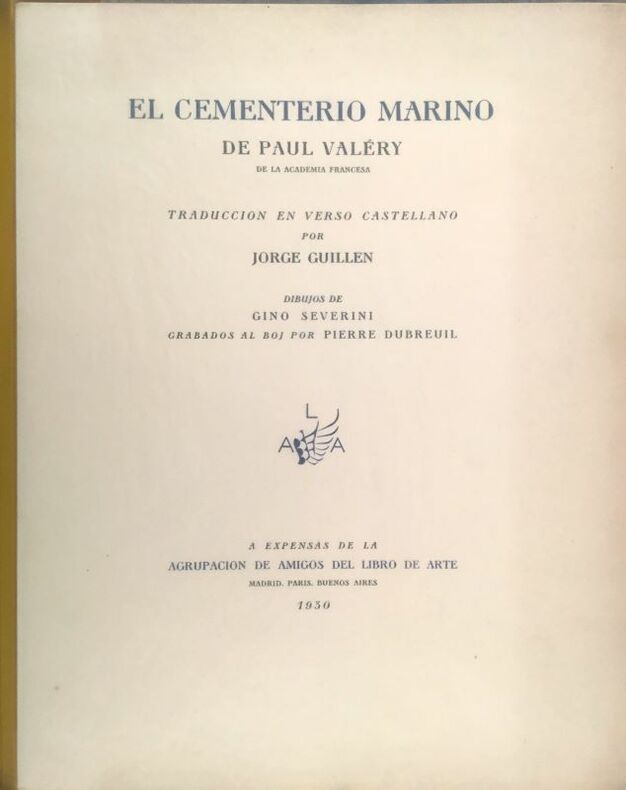 EL CEMENTERIO MARINO
DE PAUL VALÉRY
DE LA ACADEMIA FRANCESA
TRADUCCION EN VERSO CASTELLANO
POR
JORGE GUILLEN
DIBUJOS DE
GINO SEVERINI
GRABADOS AL BOJ POR PIERRE DUBREUIL
L
A A
A EXPENSAS DE LA
AGRUPACION DE AMIGOS DEL LIBRO DE ARTE
MADRID. PARIS. BUENOS AIRES
1930